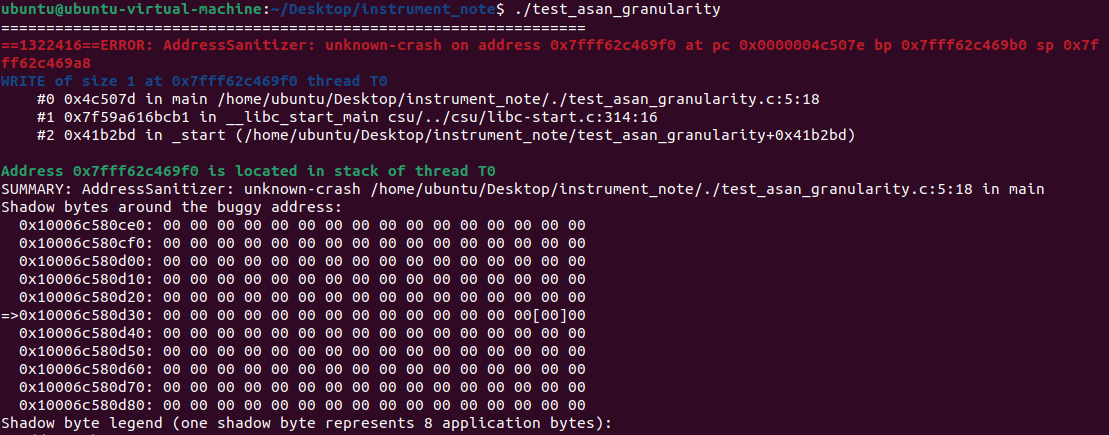 ubuntu@ubuntu-virtual-machine:~/Desktop/instrument_note$ ./test_asan_granularity
=================================================================
==1322416==ERROR: AddressSanitizer: unknown-crash on address 0x7fff62c469f0 at pc 0x0000004c507e bp 0x7fff62c469b0 sp 0x7f
ff62c469a8
WRITE of size 1 at 0x7fff62c469f0 thread T0
    #0 0x4c507d in main /home/ubuntu/Desktop/instrument_note/./test_asan_granularity.c:5:18
    #1 0x7f59a616bcb1 in __libc_start_main csu/../csu/libc-start.c:314:16
    #2 0x41b2bd in _start (/home/ubuntu/Desktop/instrument_note/test_asan_granularity+0x41b2bd)
Address 0x7fff62c469f0 is located in stack of thread T0
SUMMARY: AddressSanitizer: unknown-crash /home/ubuntu/Desktop/instrument_note/./test_asan_granularity.c:5:18 in main
Shadow bytes around the buggy address:
  0x10006c580ce0: 00 00 00 00 00 00 00 00 00 00 00 00 00 00 00 00
  0x10006c580cf0: 00 00 00 00 00 00 00 00 00 00 00 00 00 00 00 00
  0x10006c580d00: 00 00 00 00 00 00 00 00 00 00 00 00 00 00 00 00
  0x10006c580d10: 00 00 00 00 00 00 00 00 00 00 00 00 00 00 00 00
  0x10006c580d20: 00 00 00 00 00 00 00 00 00 00 00 00 00 00 00 00
=>0x10006c580d30: 00 00 00 00 00 00 00 00 00 00 00 00 00 00[00]00
  0x10006c580d40: 00 00 00 00 00 00 00 00 00 00 00 00 00 00 00 00
  0x10006c580d50: 00 00 00 00 00 00 00 00 00 00 00 00 00 00 00 00
  0x10006c580d60: 00 00 00 00 00 00 00 00 00 00 00 00 00 00 00 00
  0x10006c580d70: 00 00 00 00 00 00 00 00 00 00 00 00 00 00 00 00
  0x10006c580d80: 00 00 00 00 00 00 00 00 00 00 00 00 00 00 00 00
Shadow byte legend (one shadow byte represents 8 application bytes):